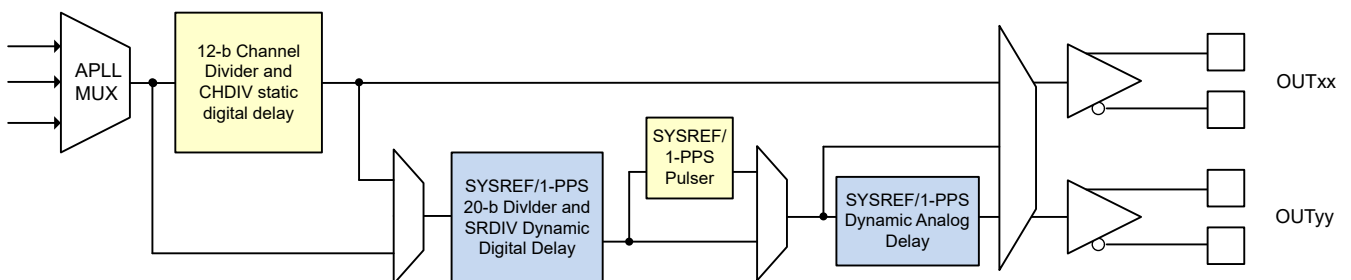 APLL
MUX
12-b Channel
Divider and
CHDIV static
digital delay
SYSREF/1-PPS
20-b Divlder and
SRDIV Dynamic
Digital Delay
SYSREF/
1-PPS
Pulser
SYSREF/1-PPS
Dynamic Analog
Delay
OUTxx
OUTyy